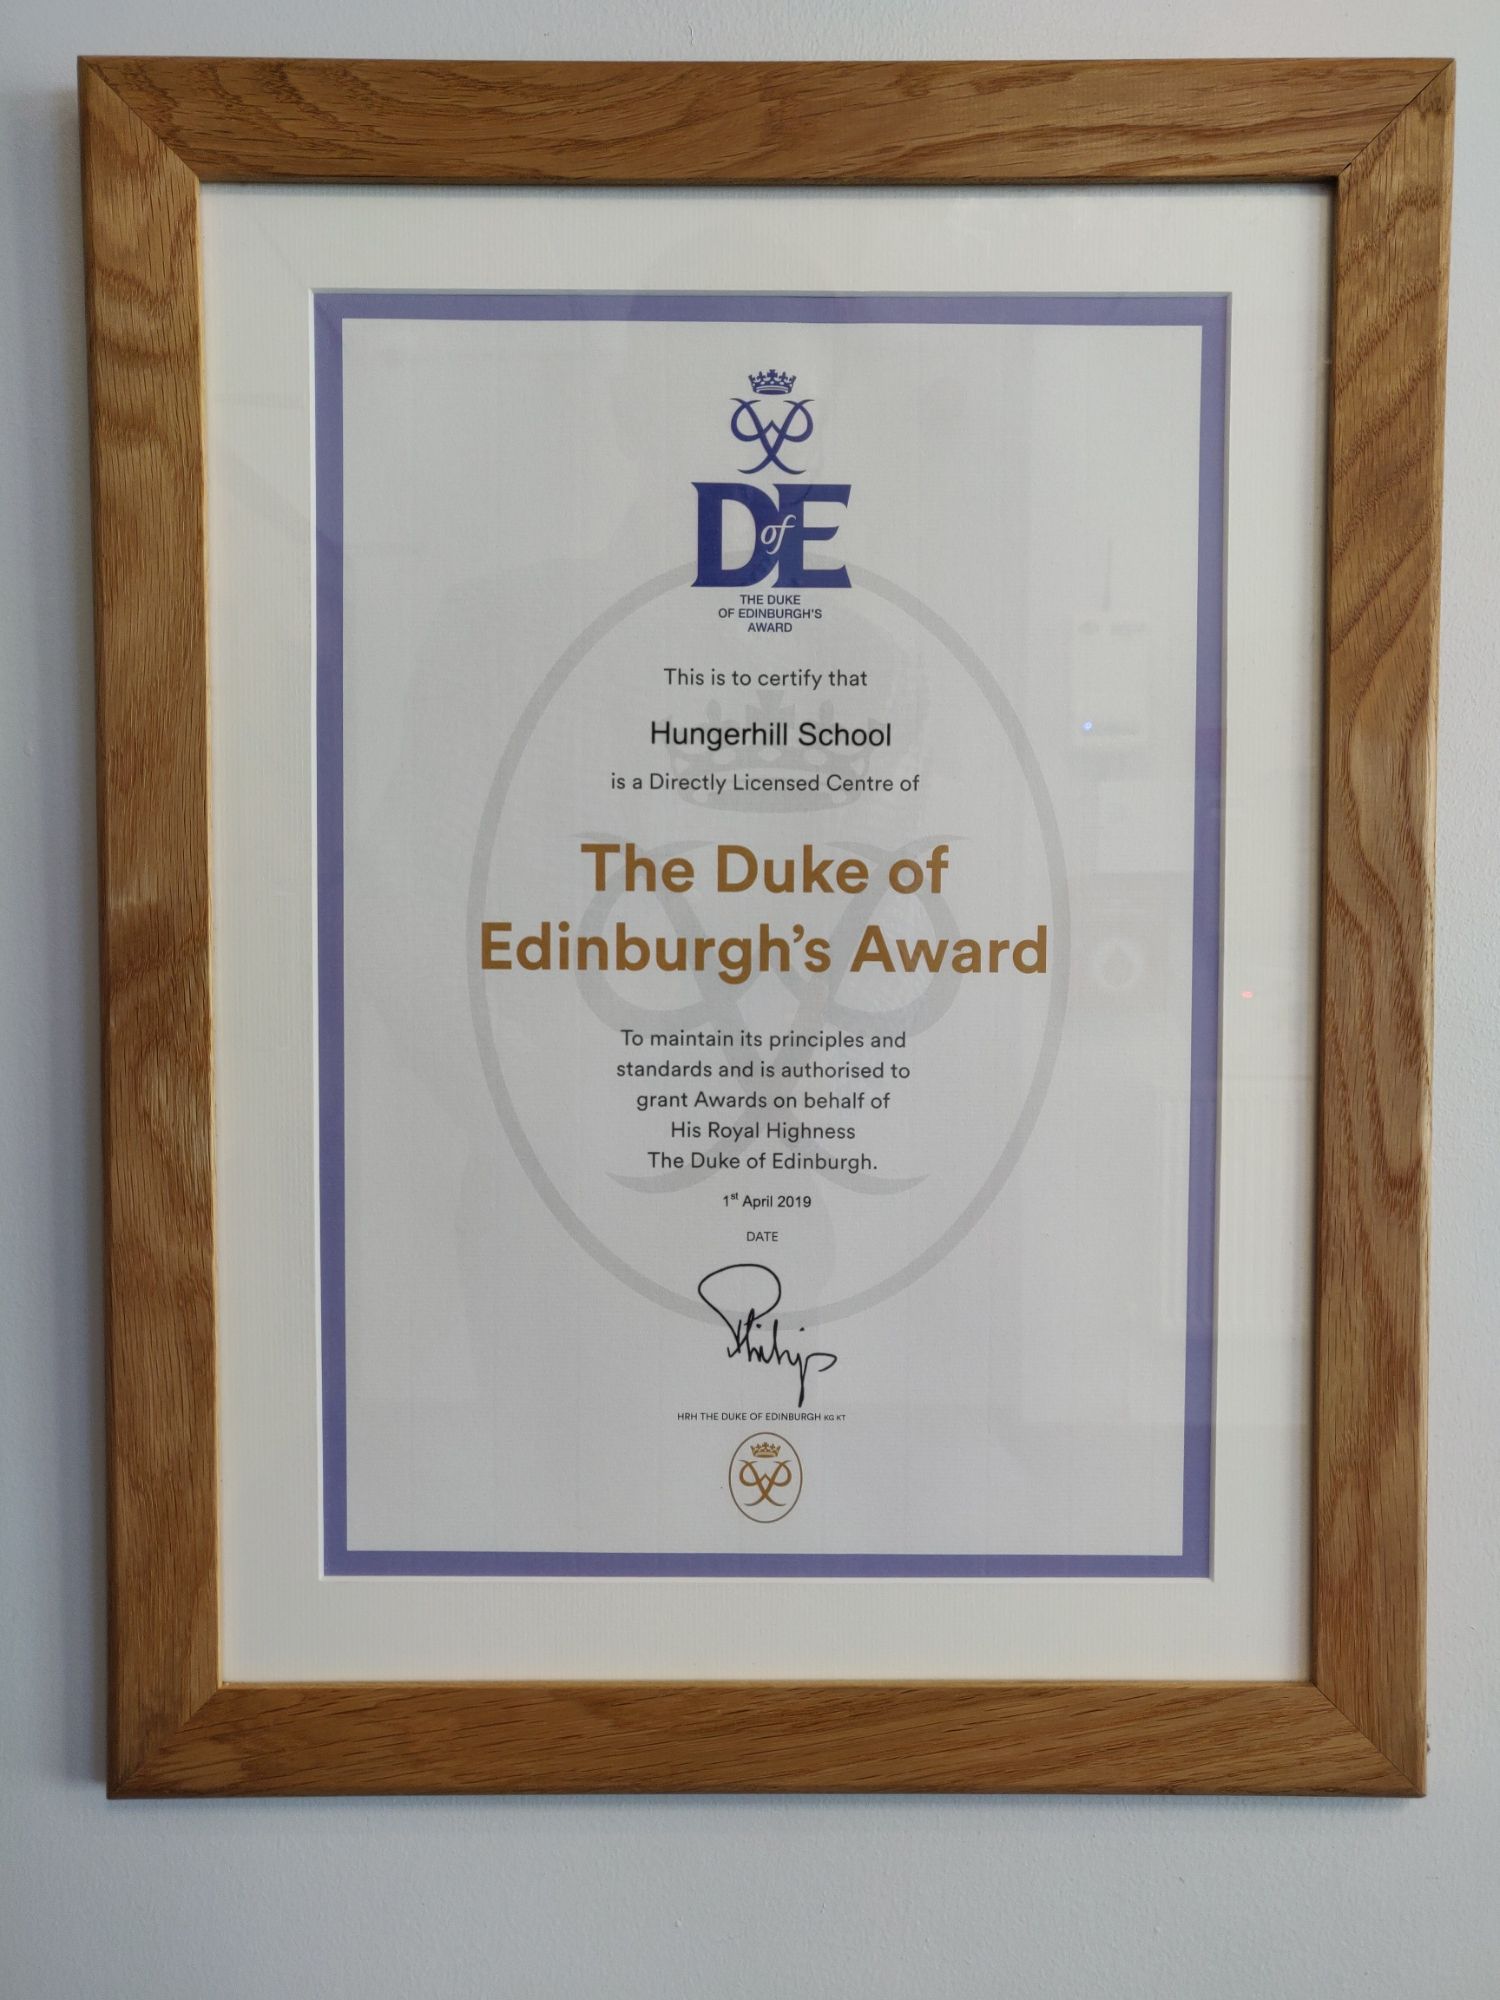 DofE
THE DUKE
OF EDINBURGH'S
AWARD
This is to certify that
Hungerhill School
is a Directly Licensed Centre of
The Duke of
Edinburgh's Award
To maintain its principles and
standards and is authorised to
grant Awards on behalf of
His Royal Highness
The Duke of Edinburgh.
1st April 2019
DATE
Philip
HRH THE DUKE OF EDINBURGH KG KT